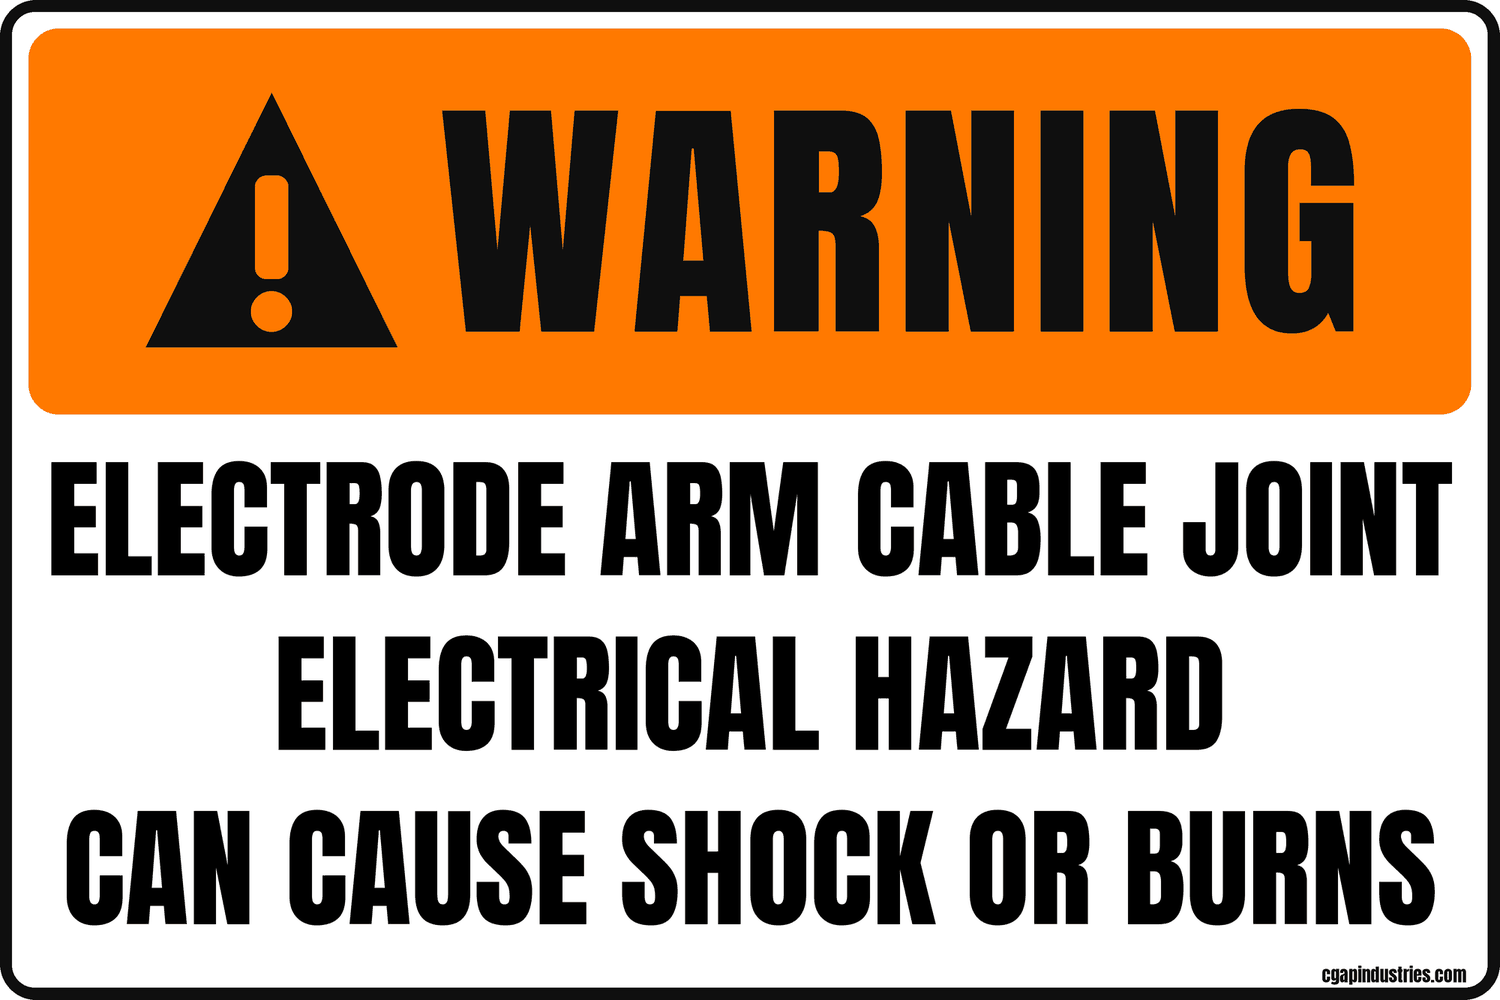 WARNING
ELECTRODE ARM CABLE JOINT
ELECTRICAL HAZARD
CAN CAUSE SHOCK OR BURNS
cgapindustries.com